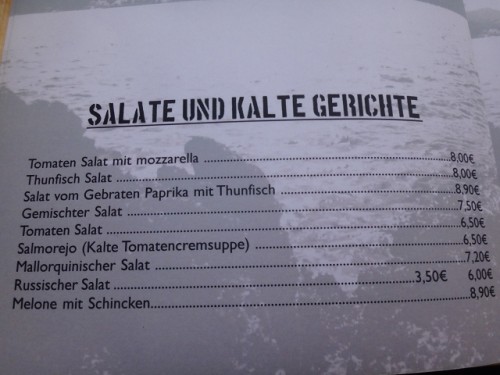 SALATE UND KALTE GERICHTE
Tomaten Salat mit mozzarella ........ 8,00€
Thunfisch Salat ........ 8,00€
Salat vom Gebraten Paprika mit Thunfisch ........ 8,90€
Gemischter Salat ........ 7,50€
Tomaten Salat ........ 6,50€
Salmorejo (Kalte Tomatencremsuppe) ........ 6,50€
Mallorquinischer Salat ........ 7,20€
Russischer Salat ........ 3,50€ 6,00€
Melone mit Schincken ........ 8,90€